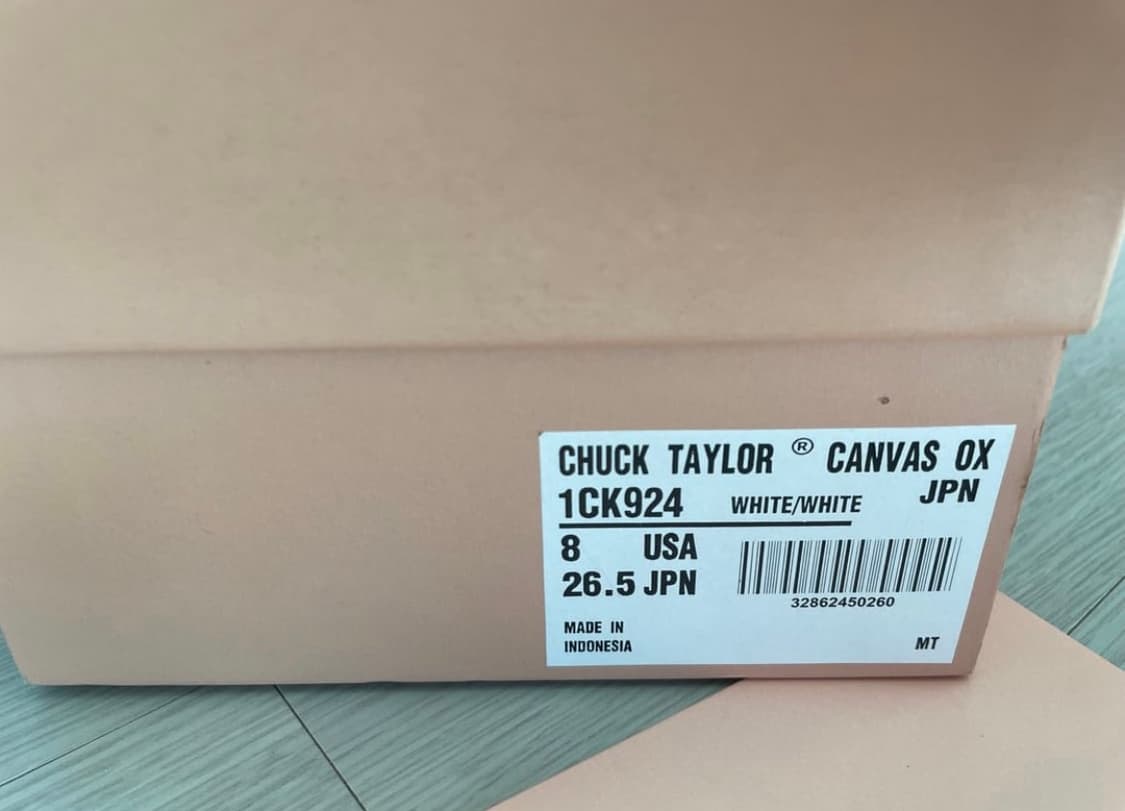 CHUCK TAYLOR ® CANVAS OX
1CK924 WHITE/WHITE JPN
8 USA
26.5 JPN
32862450260
MADE IN
INDONESIA
MT